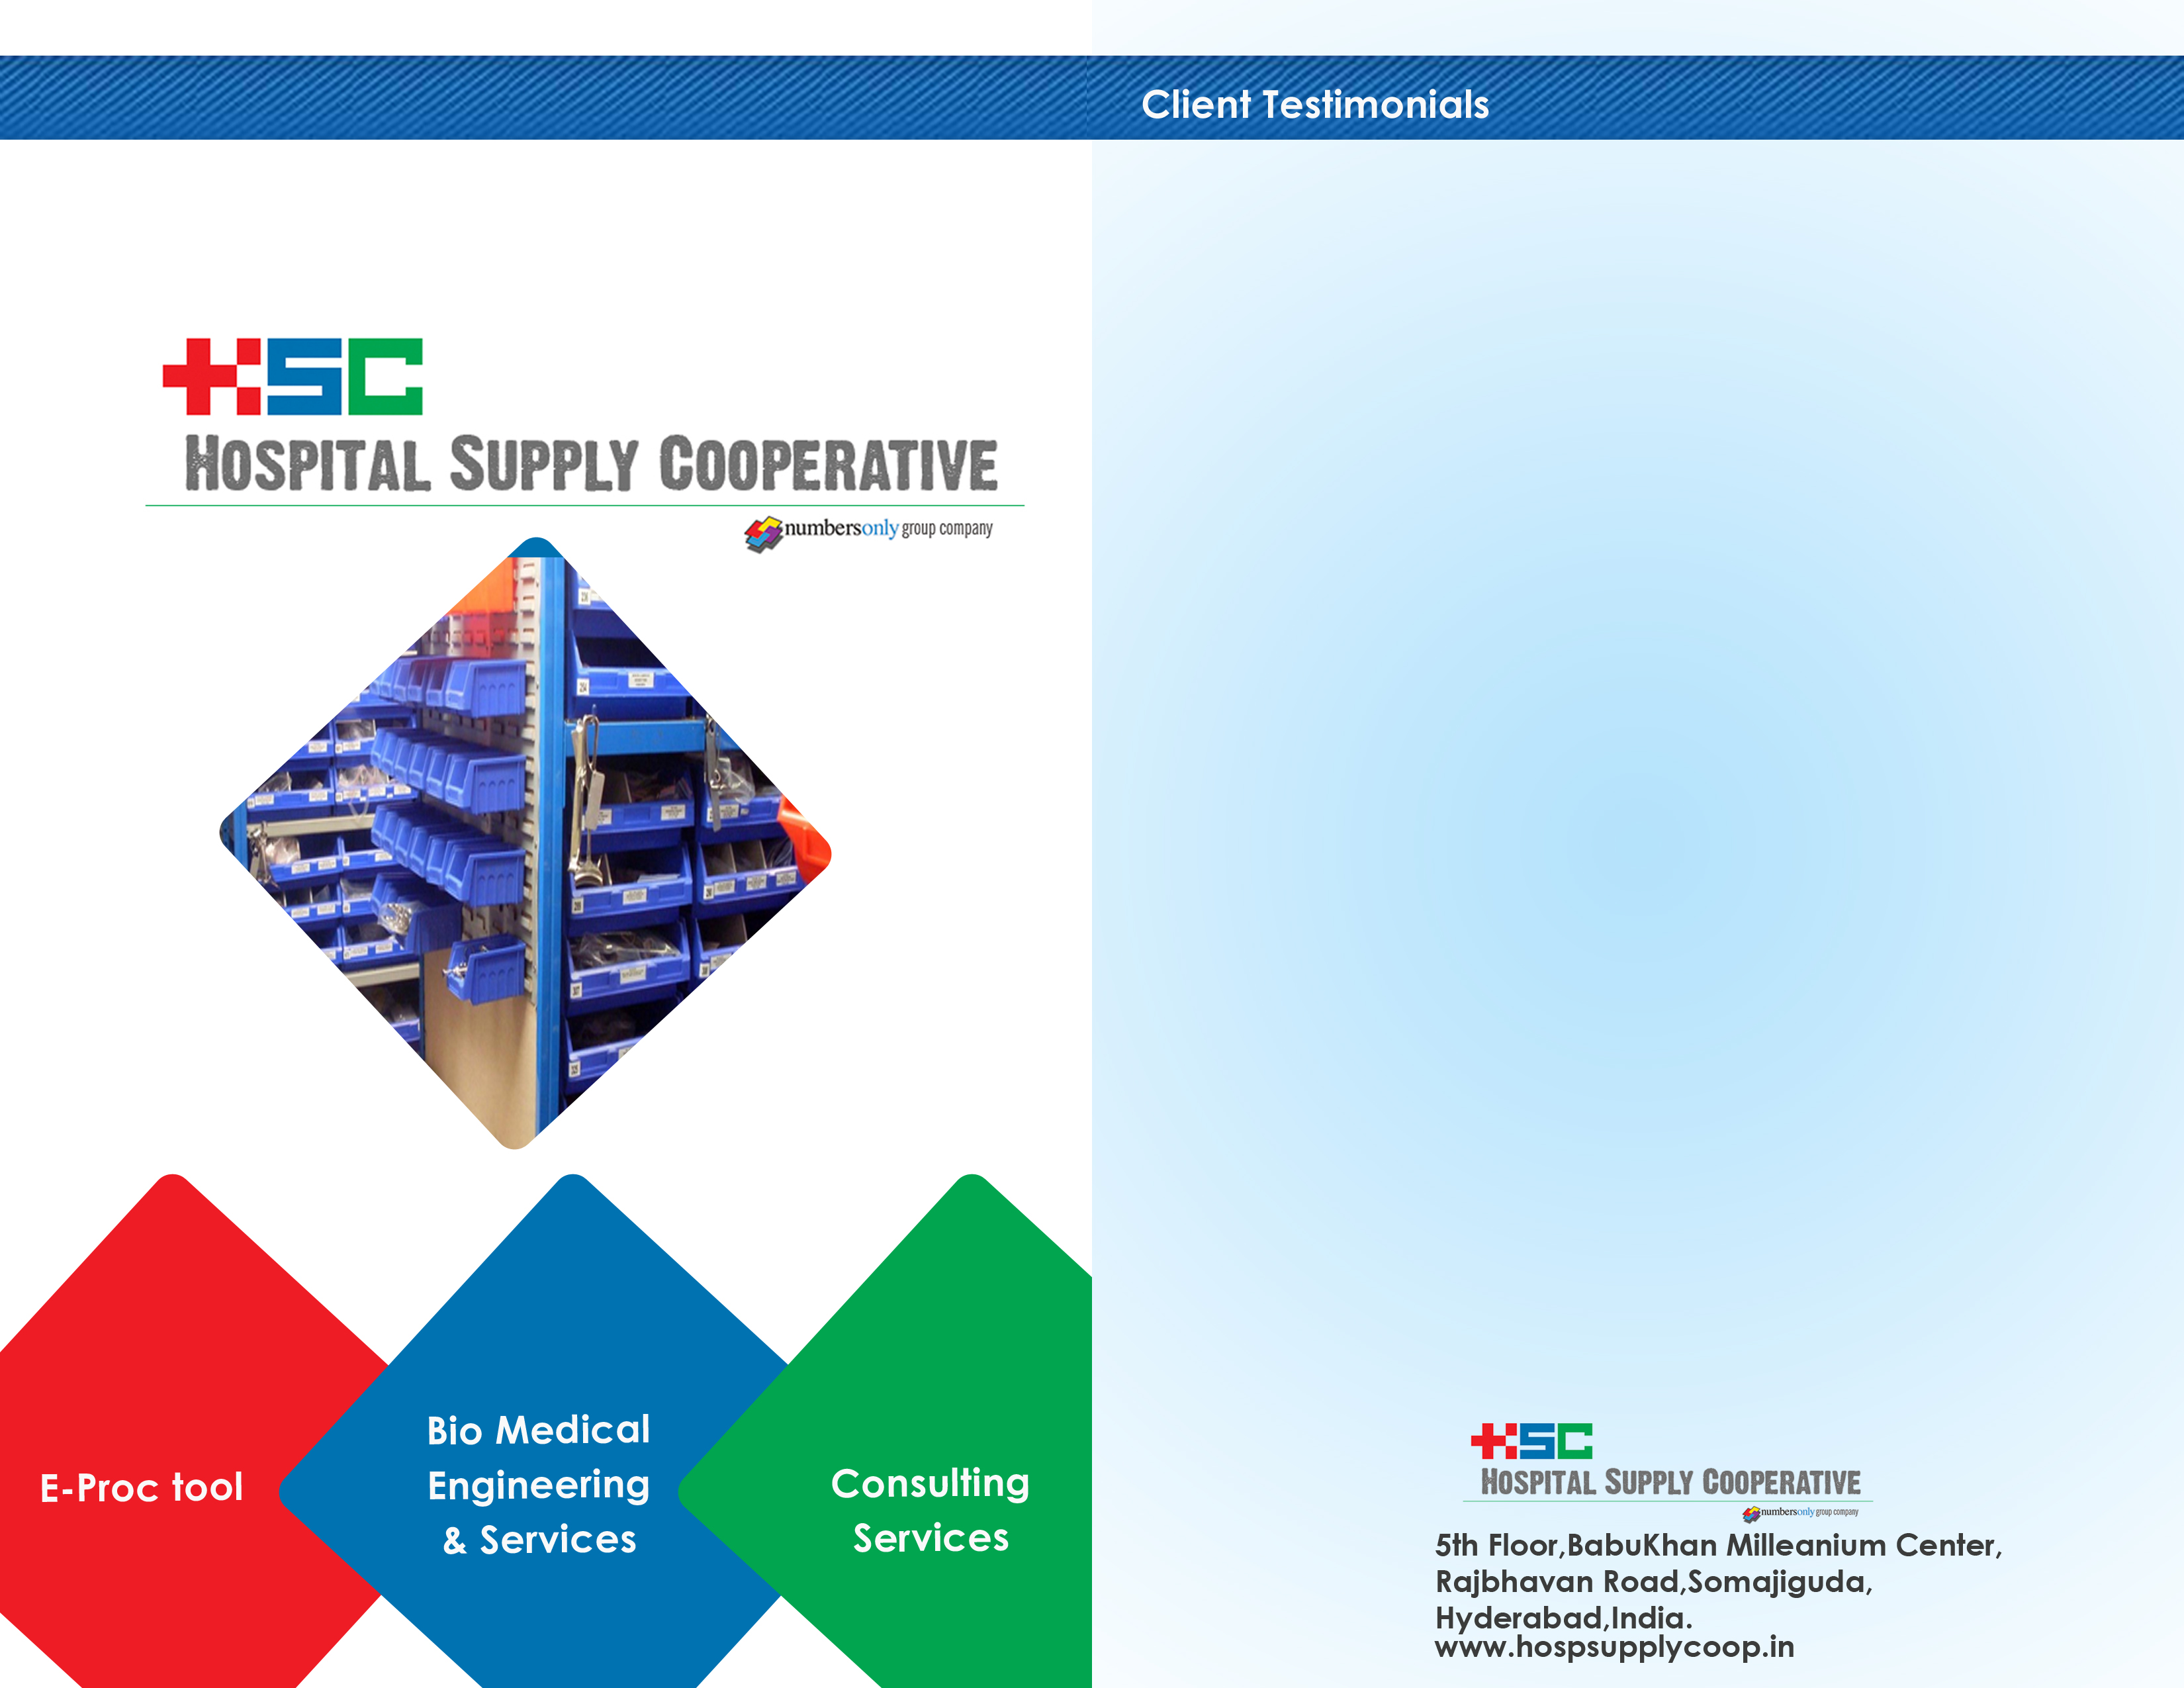 Client Testimonials
HSC
HOSPITAL SUPPLY COOPERATIVE
numbersonly group company
E-Proc tool
Bio Medical
Engineering
& Services
Consulting
Services
HSC
HOSPITAL SUPPLY COOPERATIVE
numbersonly group company
5th Floor,BabuKhan Milleanium Center,
Rajbhavan Road,Somajiguda,
Hyderabad,India.
www.hospsupplycoop.in